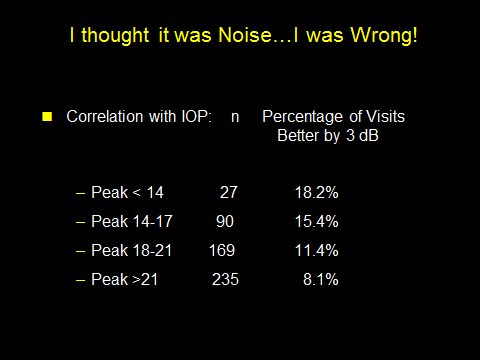 I thought it was Noise…I was Wrong!
Correlation with IOP: n Percentage of Visits
Better by 3 dB
– Peak < 14 27 18.2%
– Peak 14-17 90 15.4%
– Peak 18-21 169 11.4%
– Peak >21 235 8.1%